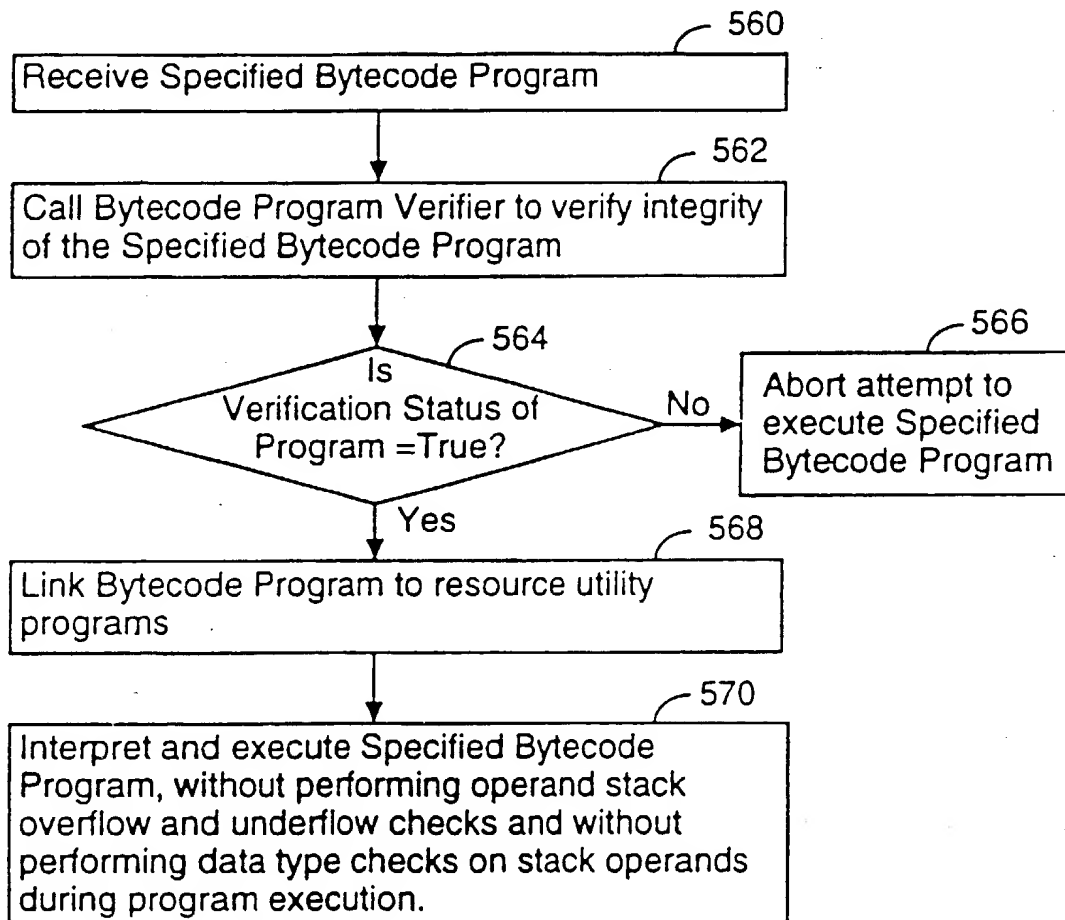 560
Receive Specified Bytecode Program
562
Call Bytecode Program Verifier to verify integrity
of the Specified Bytecode Program
564
Is
Verification Status of
Program =True?
No
566
Abort attempt to
execute Specified
Bytecode Program
Yes
568
Link Bytecode Program to resource utility
programs
570
Interpret and execute Specified Bytecode
Program, without performing operand stack
overflow and underflow checks and without
performing data type checks on stack operands
during program execution.